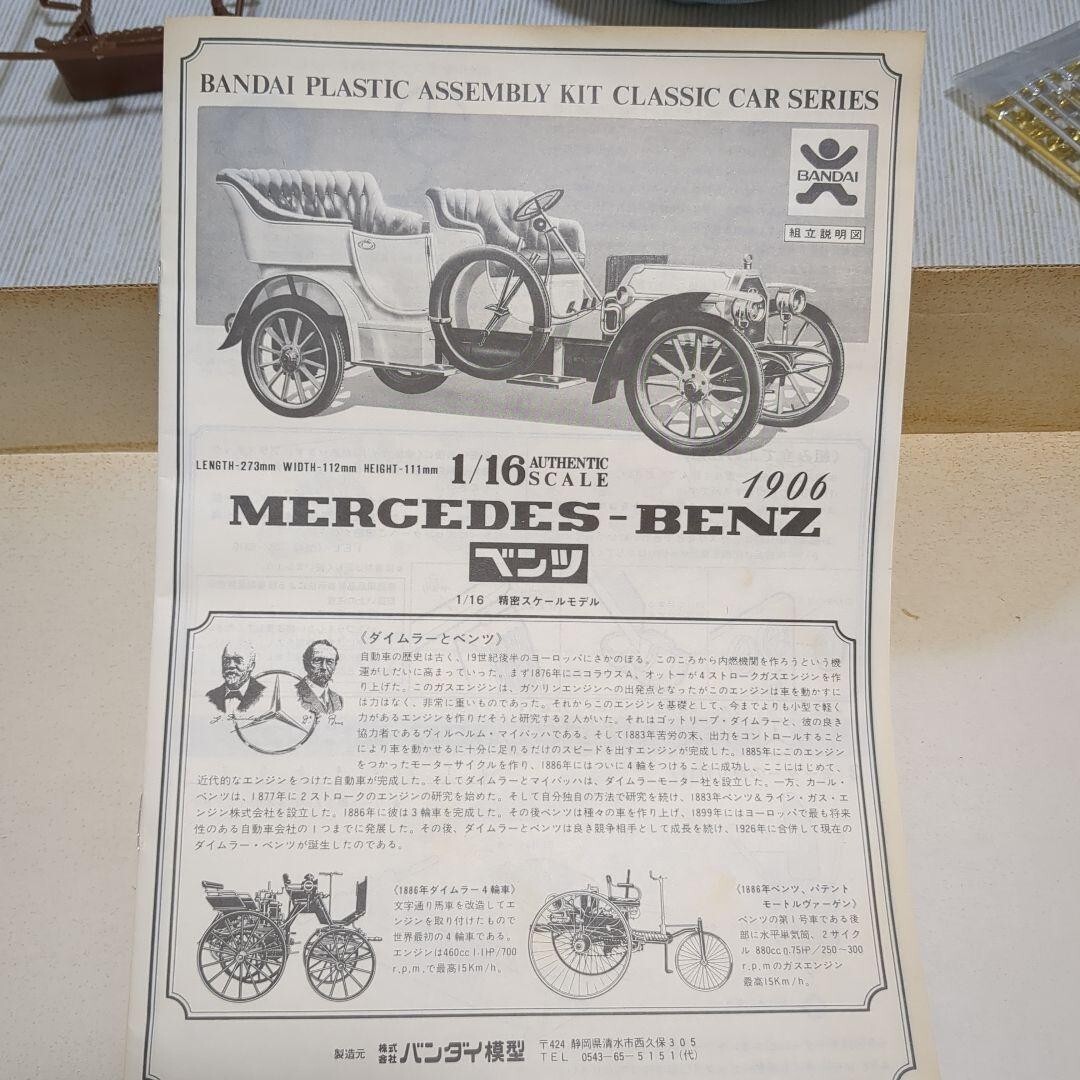 BANDAI PLASTIC ASSEMBLY KIT CLASSIC CAR SERIES
BANDAI
組立説明図
LENGTH-273mm WIDTH-112mm HEIGHT-111mm 1/16 AUTHENTIC SCALE
1906
MERCEDES-BENZ
ベンツ
1/16 精密スケールモデル
《ダイムラーとベンツ》
自動車の歴史は古く、19世紀後半のヨーロッパにさかのぼる。このころから内燃機関を作ろうという機
運がしだいに高まっていった。まず1876年にニコラウスA、オットーが4ストロークガスエンジンを作
り上げた。このガスエンジンは、ガソリンエンジンへの出発点となったがこのエンジンは車を動かすに
は力はなく、非常に重いものであった。それからこのエンジンを基礎として、今までよりも小型で軽く
力があるエンジンを作りだそうと研究する2人がいた。それはゴットリーブ・ダイムラーと、彼の良き
協力者であるヴィルヘルム・マイバッハである。そして1883年苦労の末、出力をコントロールすること
により車を動かせるに十分に足りるだけのスピードを出すエンジンが完成した。1885年にこのエンジン
をつかったモーターサイクルを作り、1886年にはついに4輪をつけることに成功し、ここにはじめて、
近代的なエンジンをつけた自動車が完成した。そしてダイムラーとマイバッハは、ダイムラーモーター社を設立した。一方、カール・
ベンツは、1877年に2ストロークのエンジンの研究を始めた。そして自分独自の方法で研究を続け、1883年ベンツ&ライン・ガス・エ
ンジン株式会社を設立した。1886年に彼は3輪車を完成した。その後ベンツは種々の車を作り上げ、1899年にはヨーロッパで最も将来
性のある自動車会社の1つまでに発展した。その後、ダイムラーとベンツは良き競争相手として成長を続け、1926年に合併して現在の
ダイムラー・ベンツが誕生したのである。
《1886年ダイムラー4輪車》
文字通り馬車を改造してエ
ンジンを取り付けたもので
世界最初の4輪車である。
エンジンは460cc 1.1HP/700
r.p.m.で最高15Km/h。
《1886年ベンツ、パテント
モートルヴァーゲン》
ベンツの第1号車である後
部に水平単気筒、2サイク
ル 880cc 0.75HP/250~300
r.p.mのガスエンジン
最高15Km/h。
製造元 株式会社 バンダイ模型 〒424 静岡県清水市西久保305
TEL 0543-65-5151(代)